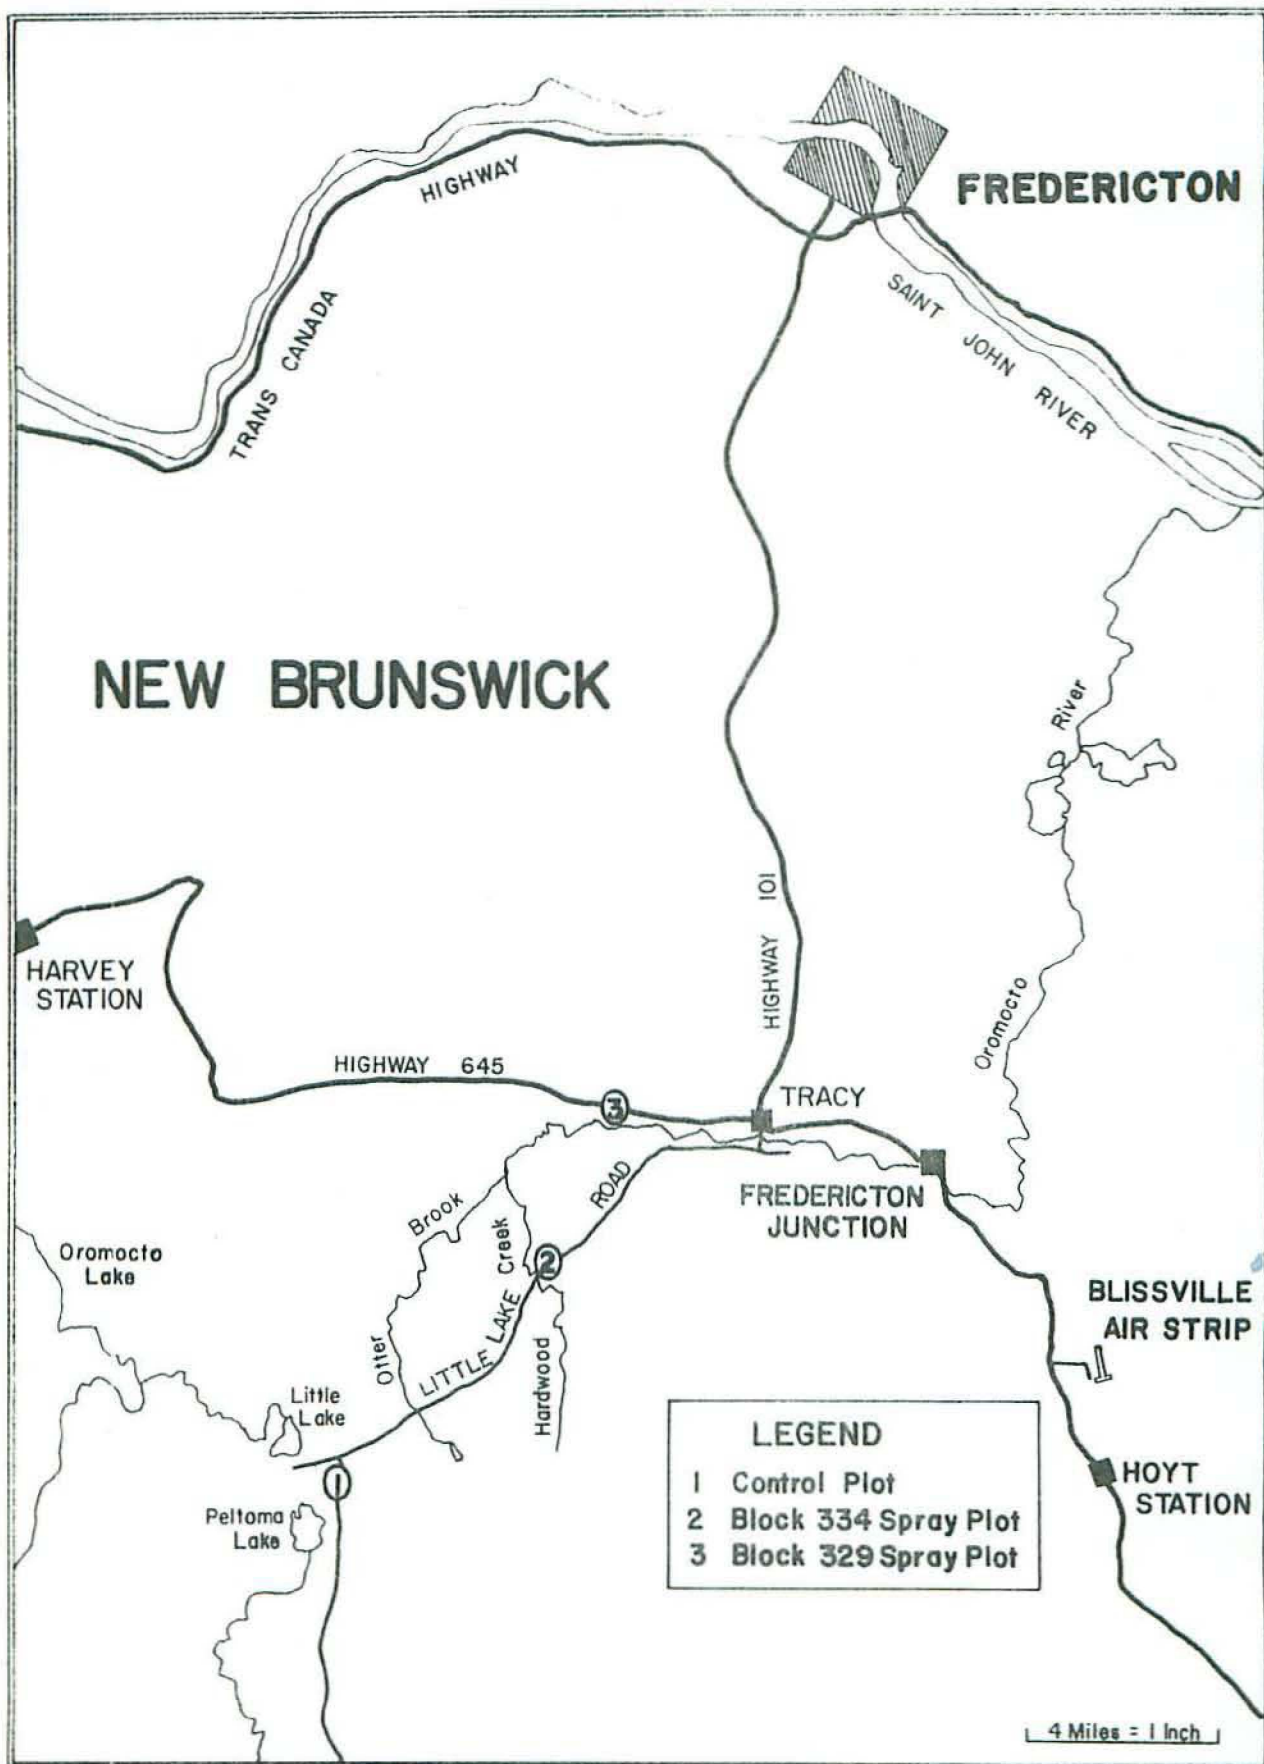 HIGHWAY
FREDERICTON
TRANS CANADA
SAINT JOHN RIVER
NEW BRUNSWICK
River
HIGHWAY 101
HARVEY
STATION
Oromocto
HIGHWAY 645
3
TRACY
ROAD
Brook
Creek
FREDERICTON
JUNCTION
Oromocto
Lake
2
BLISSVILLE
AIR STRIP
LITTLE LAKE
Otter
Hardwood
Little
Lake
1
Peltoma
Lake
LEGEND
1 Control Plot
2 Block 334 Spray Plot
3 Block 329 Spray Plot
HOYT
STATION
4 Miles = 1 Inch